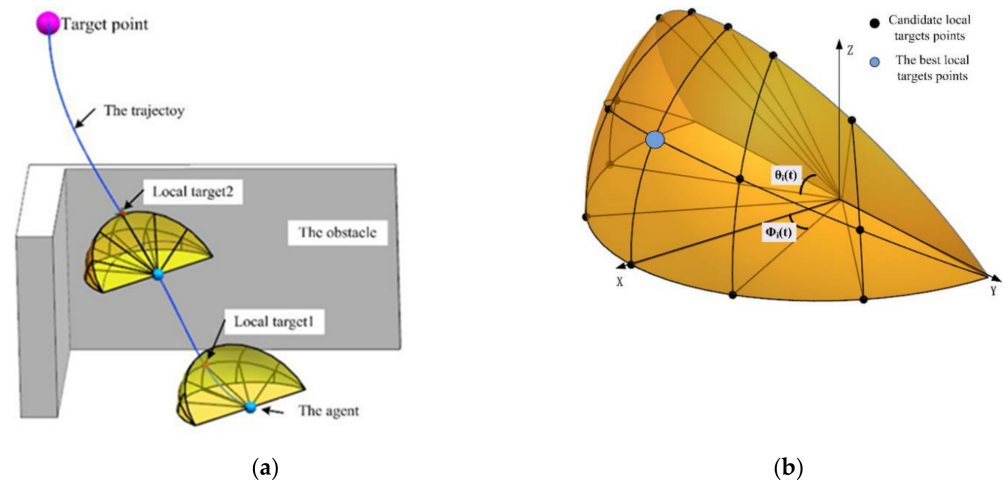 Target point
The trajectoy
Local target2
The obstacle
Local target1
The agent
(a)
Candidate local
targets points
The best local
targets points
Z
θi(t)
Φi(t)
X
Y
(b)